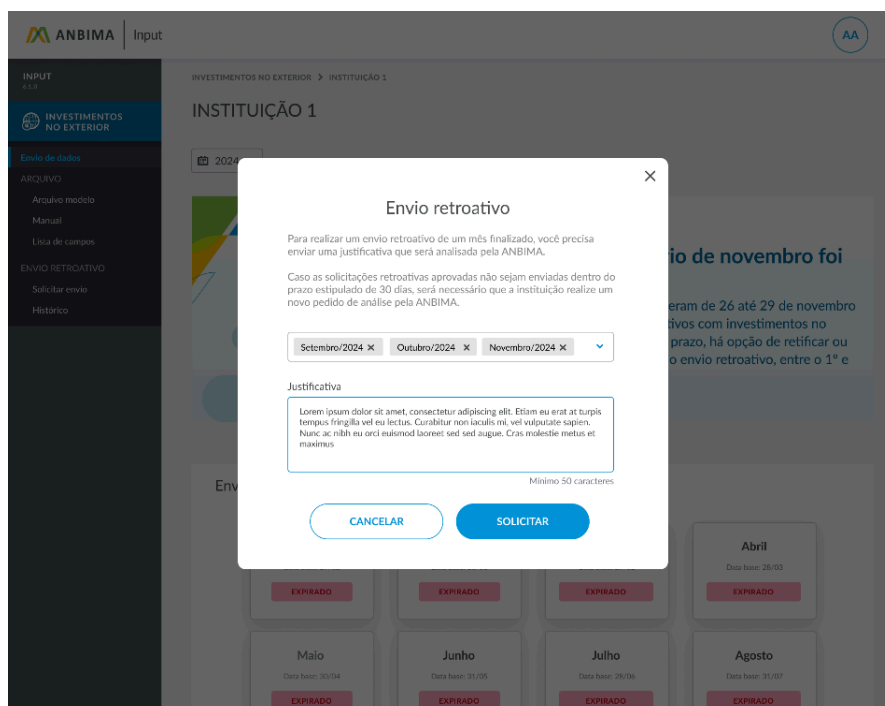 ANBIMA Input
AA
INPUT
INVESTIMENTOS NO EXTERIOR
INSTITUIÇÃO 1
INVESTIMENTOS
NO EXTERIOR
INSTITUIÇÃO 1
Envio de dados
2024
ARQUIVO
Arquivo modelo
Manual
Lista de campos
ENVIO RETROATIVO
Solicitar envio
Histórico
Envio retroativo
Para realizar um envio retroativo de um mês finalizado, você precisa
enviar uma justificativa que será analisada pela ANBIMA.
Caso as solicitações retroativas aprovadas não sejam enviadas dentro do
prazo estipulado de 30 dias, será necessário que a instituição realize um
novo pedido de análise pela ANBIMA.
Setembro/2024 Outubro/2024 Novembro/2024
Justificativa
Lorem ipsum dolor sit amet, consectetur adipiscing elit. Etiam eu erat at turpis
tempus fringilla vel eu lectus. Curabitur non iaculis mi, vel vulputate sapien.
Nunc ac nibh eu orci euismod laoreet sed sed augue. Cras molestie metus et
maximus
Mínimo 50 caracteres
CANCELAR
SOLICITAR
io de novembro foi
eram de 26 até 29 de novembro
tivos com investimentos no
prazo, há opção de retificar ou
o envio retroativo, entre o 1º e
Env
Abril
Data base: 28/03
EXPIRADO EXPIRADO EXPIRADO EXPIRADO
Maio Junho Julho Agosto
Data base: 30/04 Data base: 31/05 Data base: 28/06 Data base: 31/07
EXPIRADO EXPIRADO EXPIRADO EXPIRADO